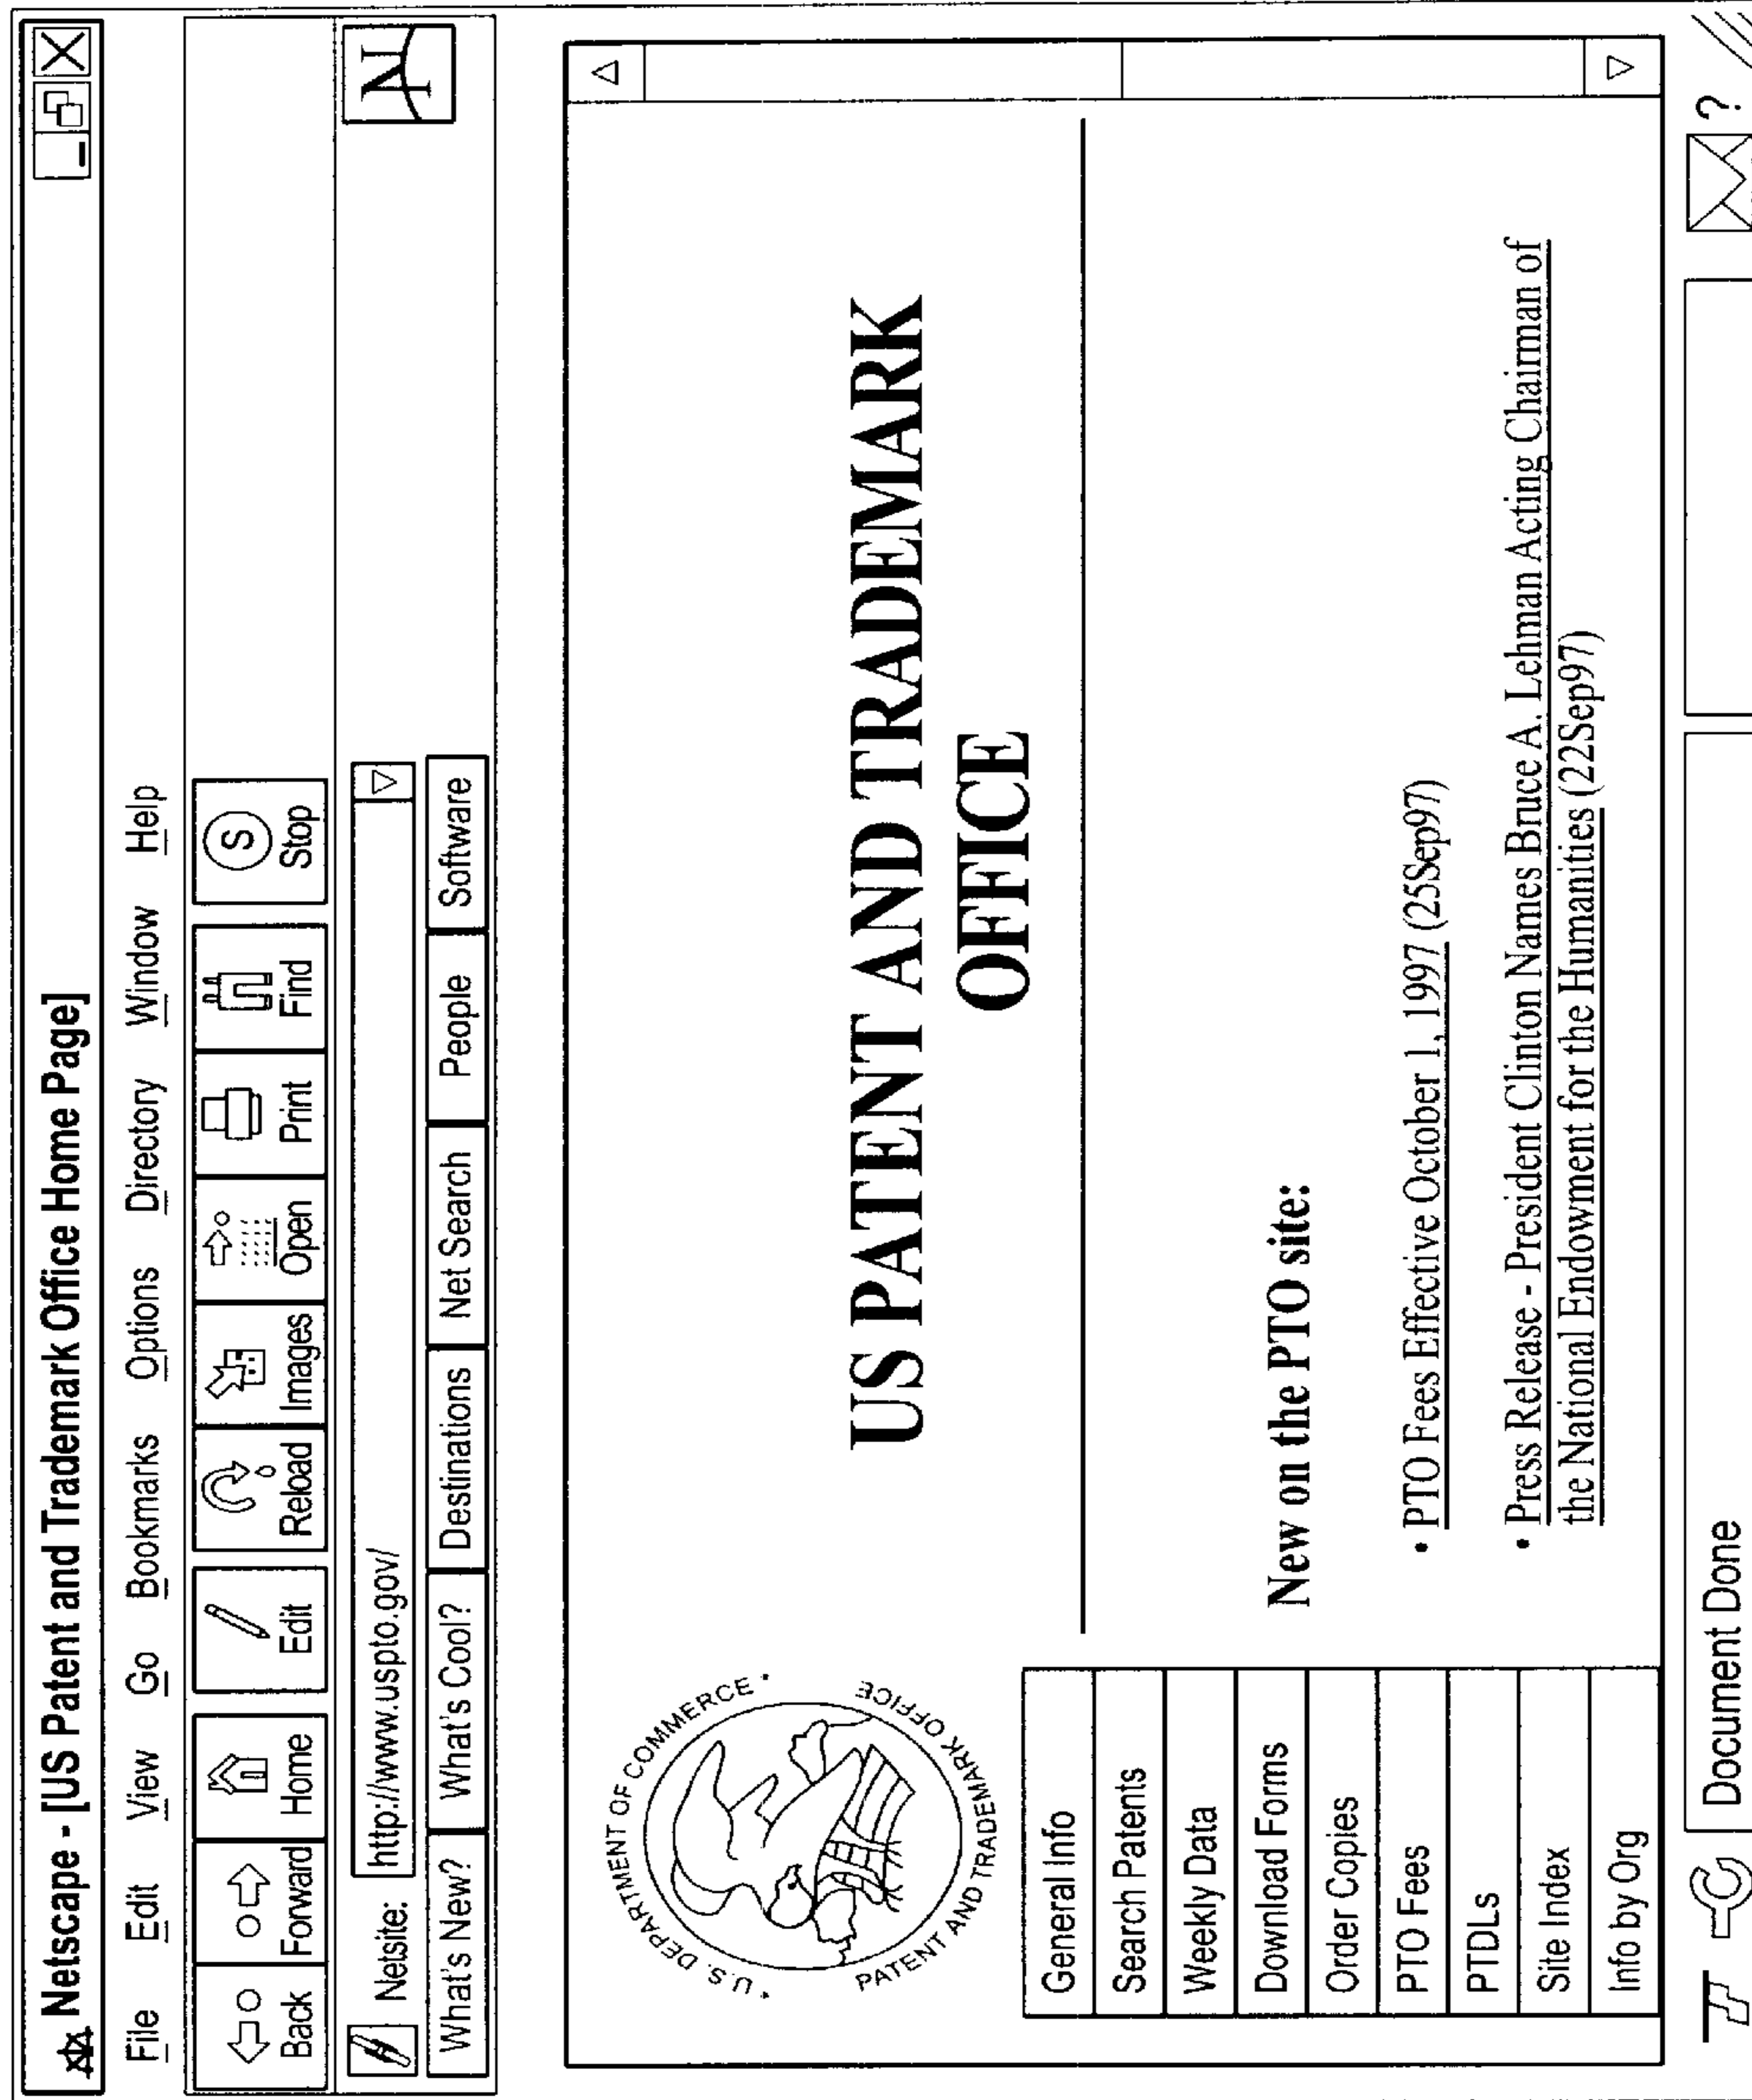 Netscape - [US Patent and Trademark Office Home Page]
File Edit View Go Bookmarks Options Directory Window Help
Back Forward Home Edit Reload Images Open Print Find Stop
S
Netsite: http://www.uspto.gov/
N
What's New? What's Cool? Destinations Net Search People Software
U.S. DEPARTMENT OF COMMERCE
PATENT AND TRADEMARK OFFICE
US PATENT AND TRADEMARK
OFFICE
General Info
Search Patents
Weekly Data
Download Forms
Order Copies
PTO Fees
PTDLs
Site Index
Info by Org
New on the PTO site:
• PTO Fees Effective October 1, 1997 (25Sep97)
• Press Release - President Clinton Names Bruce A. Lehman Acting Chairman of
the National Endowment for the Humanities (22Sep97)
Document Done
?